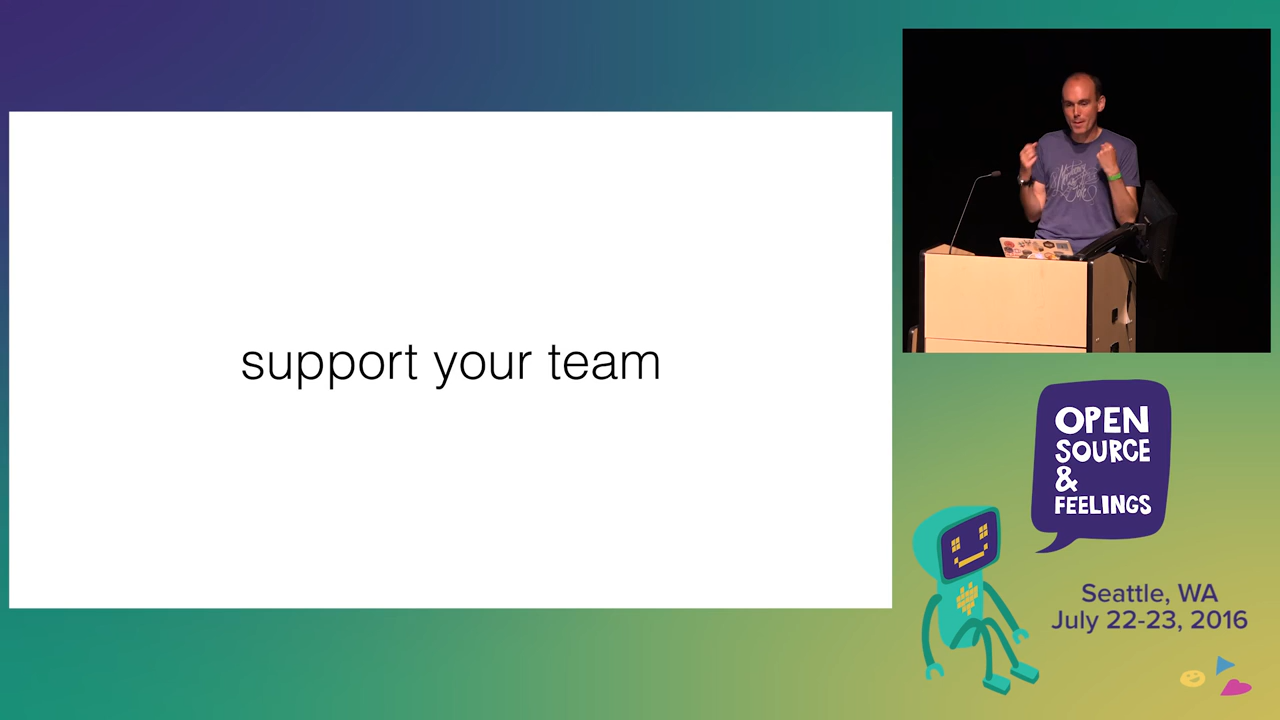 support your team
OPEN
SOURCE
&
FEELINGS
Seattle, WA
July 22-23, 2016